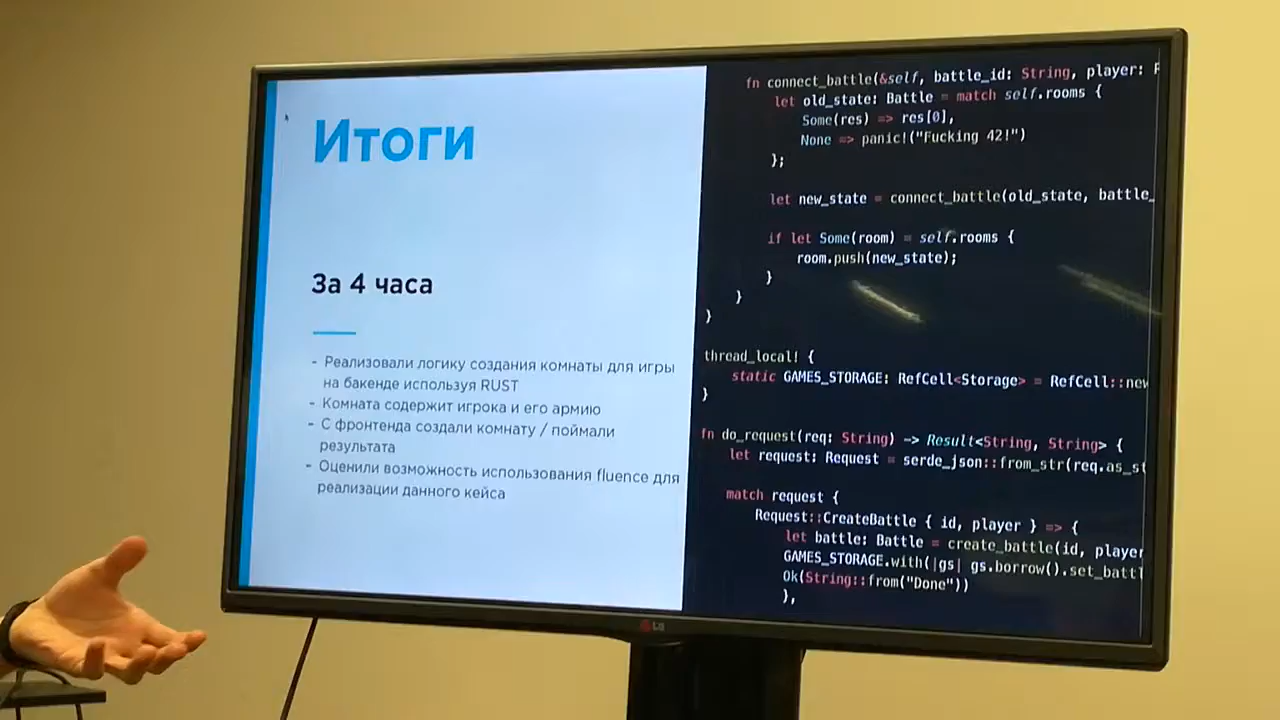 Итоги
За 4 часа
- Реализовали логику создания комнаты для игры
на бакенде используя RUST
- Комната содержит игрока и его армию
- С фронтенда создали комнату / поймали
результата
- Оценили возможность использования fluence для
реализации данного кейса
fn connect_battle(&self, battle_id: String, player:
let old_state: Battle = match self.rooms {
Some(res) => res[0],
None => panic!("Fucking 42!")
};
let new_state = connect_battle(old_state, battle_
if let Some(room) = self.rooms {
room.push(new_state);
}
}
}
thread_local! {
static GAMES_STORAGE: RefCell<Storage> = RefCell::new
}
fn do_request(req: String) -> Result<String, String> {
let request: Request = serde_json::from_str(req.as_st
match request {
Request::CreateBattle { id, player } => {
let battle: Battle = create_battle(id, player
GAMES_STORAGE.with(|gs| gs.borrow().set_battl
Ok(String::from("Done"))
},
LG